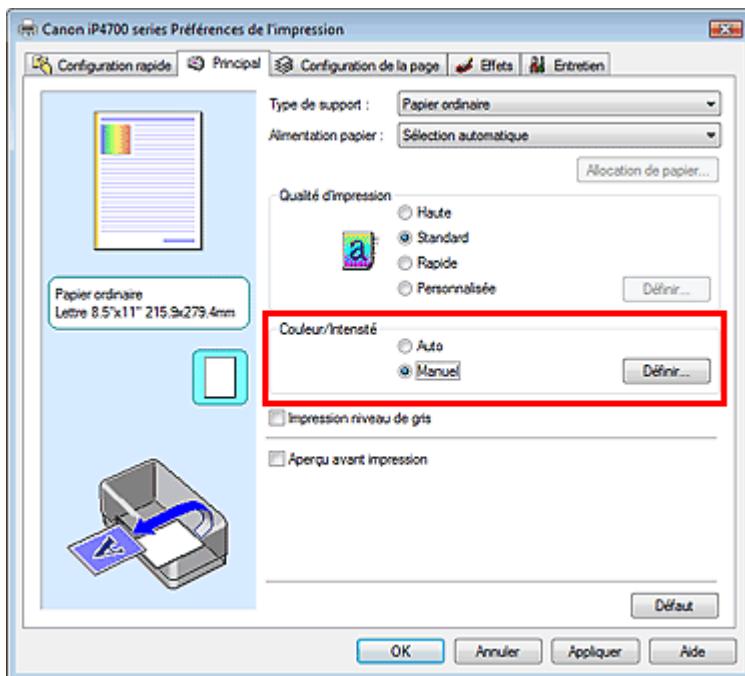 Canon iP4700 series Préférences de l'impression
Configuration rapide Principal Configuration de la page Effets Entretien
Type de support : Papier ordinaire
Alimentation papier : Sélection automatique
Allocation de papier...
Qualité d'impression
Haute
a
Standard
Rapide
Personnalisée Définir...
Papier ordinaire
Lettre 8.5"x11" 215.9x279.4mm
Couleur/Intensité
Auto
Manuel Définir...
Impression niveau de gris
Aperçu avant impression
A
Défaut
OK Annuler Appliquer Aide